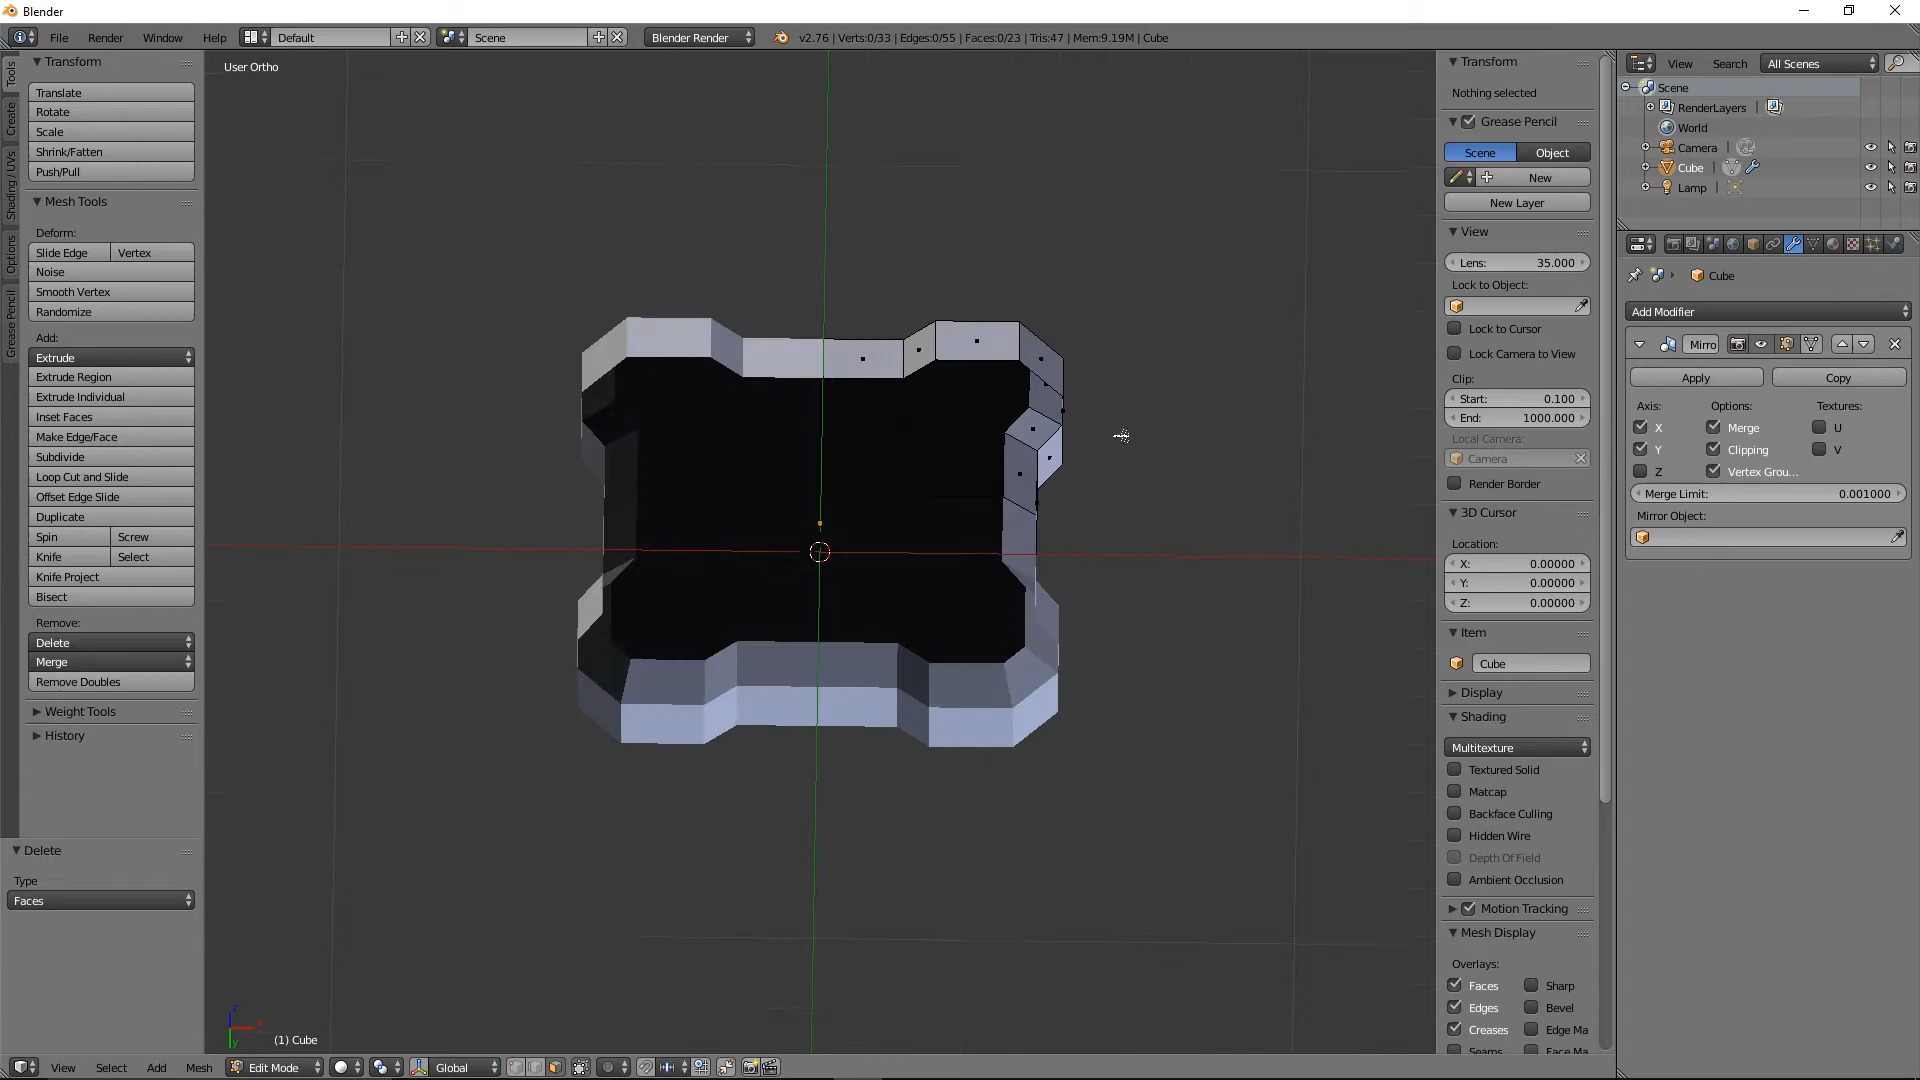 Blender
File Render Window Help Default Scene Blender Render v2.76 | Verts:0/33 | Edges:0/55 | Faces:0/23 | Tris:47 | Mem:9.19M | Cube
Tools
Create
Shading / UVs
Options
Grease Pencil
Transform
Translate
Rotate
Scale
Shrink/Fatten
Push/Pull
Mesh Tools
Deform:
Slide Edge Vertex
Noise
Smooth Vertex
Randomize
Add:
Extrude
Extrude Region
Extrude Individual
Inset Faces
Make Edge/Face
Subdivide
Loop Cut and Slide
Offset Edge Slide
Duplicate
Spin Screw
Knife Select
Knife Project
Bisect
Remove:
Delete
Merge
Remove Doubles
Weight Tools
History
Delete
Type
Faces
User Ortho
z
x
y
(1) Cube
View Select Add Mesh Edit Mode Global
Transform
Nothing selected
Grease Pencil
Scene Object
New
New Layer
View
Lens: 35.000
Lock to Object:
Lock to Cursor
Lock Camera to View
Clip:
Start: 0.100
End: 1000.000
Local Camera:
Camera
Render Border
3D Cursor
Location:
X: 0.00000
Y: 0.00000
Z: 0.00000
Item
Cube
Display
Shading
Multitexture
Textured Solid
Matcap
Backface Culling
Hidden Wire
Depth Of Field
Ambient Occlusion
Motion Tracking
Mesh Display
Overlays:
Faces Sharp
Edges Bevel
Creases Edge Ma
Seams Face Ma
View Search All Scenes
Scene
RenderLayers |
World
Camera |
Cube |
Lamp |
Cube
Add Modifier
Mirro
Apply Copy
Axis: Options: Textures:
X Merge U
Y Clipping V
Z Vertex Grou...
Merge Limit: 0.001000
Mirror Object: